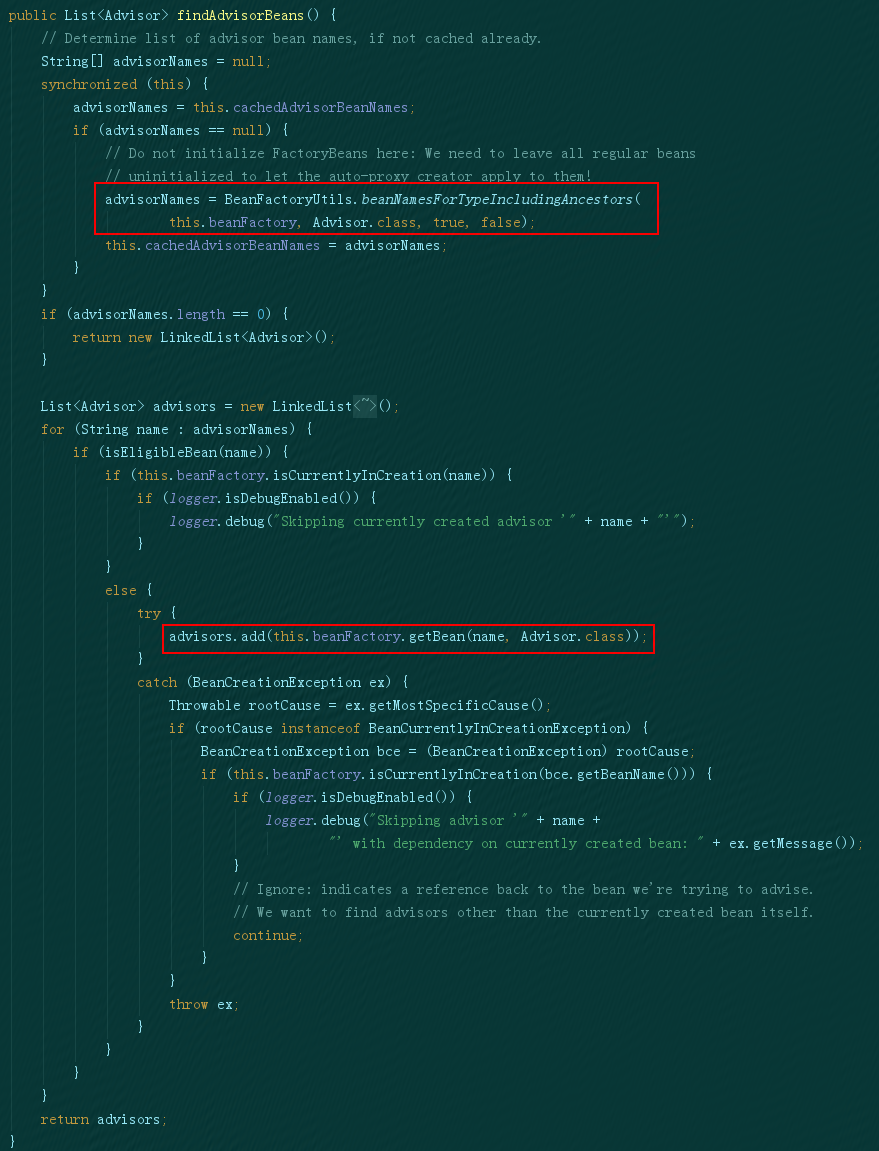 public List<Advisor> findAdvisorBeans() {
    // Determine list of advisor bean names, if not cached already.
    String[] advisorNames = null;
    synchronized (this) {
        advisorNames = this.cachedAdvisorBeanNames;
        if (advisorNames == null) {
            // Do not initialize FactoryBeans here: We need to leave all regular beans
            // uninitialized to let the auto-proxy creator apply to them!
            advisorNames = BeanFactoryUtils.beanNamesForTypeIncludingAncestors(
                    this.beanFactory, Advisor.class, true, false);
            this.cachedAdvisorBeanNames = advisorNames;
        }
    }
    if (advisorNames.length == 0) {
        return new LinkedList<Advisor>();
    }

    List<Advisor> advisors = new LinkedList<~>();
    for (String name : advisorNames) {
        if (isEligibleBean(name)) {
            if (this.beanFactory.isCurrentlyInCreation(name)) {
                if (logger.isDebugEnabled()) {
                    logger.debug("Skipping currently created advisor '" + name + "'");
                }
            }
            else {
                try {
                    advisors.add(this.beanFactory.getBean(name, Advisor.class));
                }
                catch (BeanCreationException ex) {
                    Throwable rootCause = ex.getMostSpecificCause();
                    if (rootCause instanceof BeanCurrentlyInCreationException) {
                        BeanCreationException bce = (BeanCreationException) rootCause;
                        if (this.beanFactory.isCurrentlyInCreation(bce.getBeanName())) {
                            if (logger.isDebugEnabled()) {
                                logger.debug("Skipping advisor '" + name +
                                        "' with dependency on currently created bean: " + ex.getMessage());
                            }
                            // Ignore: indicates a reference back to the bean we're trying to advise.
                            // We want to find advisors other than the currently created bean itself.
                            continue;
                        }
                    }
                    throw ex;
                }
            }
        }
    }
    return advisors;
}